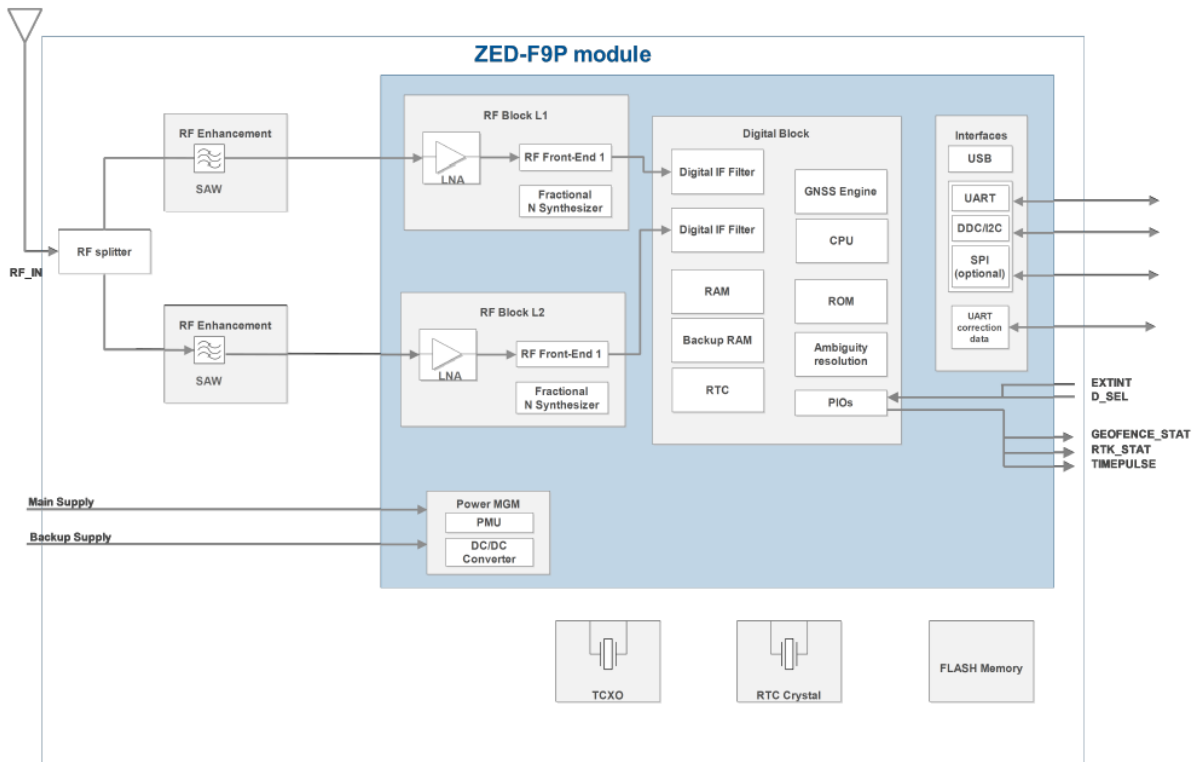 ZED-F9P module
RF_IN
RF splitter
RF Enhancement
SAW
RF Enhancement
SAW
RF Block L1
LNA
RF Front-End 1
Fractional
N Synthesizer
RF Block L2
LNA
RF Front-End 1
Fractional
N Synthesizer
Digital Block
Digital IF Filter
Digital IF Filter
RAM
Backup RAM
RTC
GNSS Engine
CPU
ROM
Ambiguity
resolution
PIOs
Interfaces
USB
UART
DDC/I2C
SPI
(optional)
UART
correction
data
EXTINT
D_SEL
GEOFENCE_STAT
RTK_STAT
TIMEPULSE
Main Supply
Backup Supply
Power MGM
PMU
DC/DC
Converter
TCXO
RTC Crystal
FLASH Memory